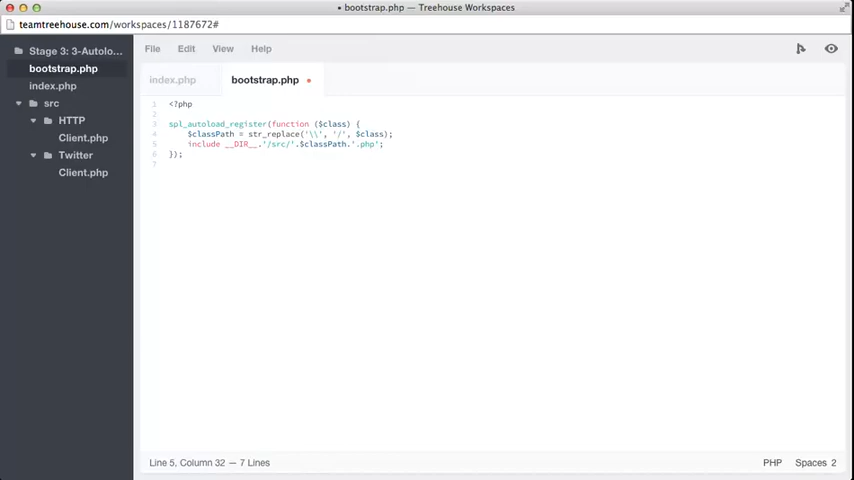 • bootstrap.php — Treehouse Workspaces
teamtreehouse.com/workspaces/1187672#
Stage 3: 3-Autolo...
bootstrap.php
index.php
src
HTTP
Client.php
Twitter
Client.php
File Edit View Help
index.php bootstrap.php •
1 <?php
2
3 spl_autoload_register(function ($class) {
4 $classPath = str_replace('\\', '/', $class);
5 include __DIR__.'/src/'.$classPath.'.php';
6 });
7
Line 5, Column 32 — 7 Lines
PHP Spaces 2